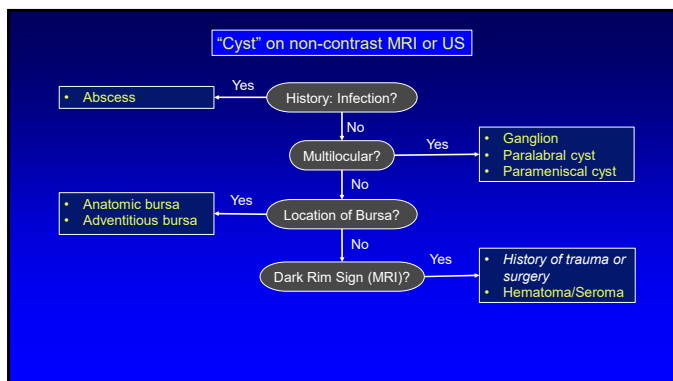 “Cyst” on non-contrast MRI or US
Yes
• Abscess
History: Infection?
No
Multilocular?
Yes
• Ganglion
• Paralabral cyst
• Parameniscal cyst
No
• Anatomic bursa
• Adventitious bursa
Yes
Location of Bursa?
No
Dark Rim Sign (MRI)?
Yes
• History of trauma or
surgery
• Hematoma/Seroma